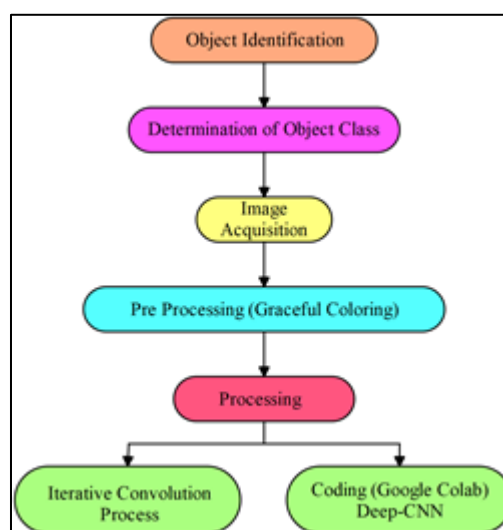 Object Identification
Determination of Object Class
Image
Acquisition
Pre Processing (Graceful Coloring)
Processing
Iterative Convolution
Process
Coding (Google Colab)
Deep-CNN